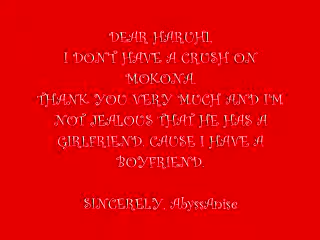 DEAR HARUHI,
I DON'T HAVE A CRUSH ON
MOKONA.
THANK YOU VERY MUCH AND I'M
NOT JEALOUS THAT HE HAS A
GIRLFRIEND. CAUSE I HAVE A
BOYFRIEND.
SINCERELY, AbyssAnise